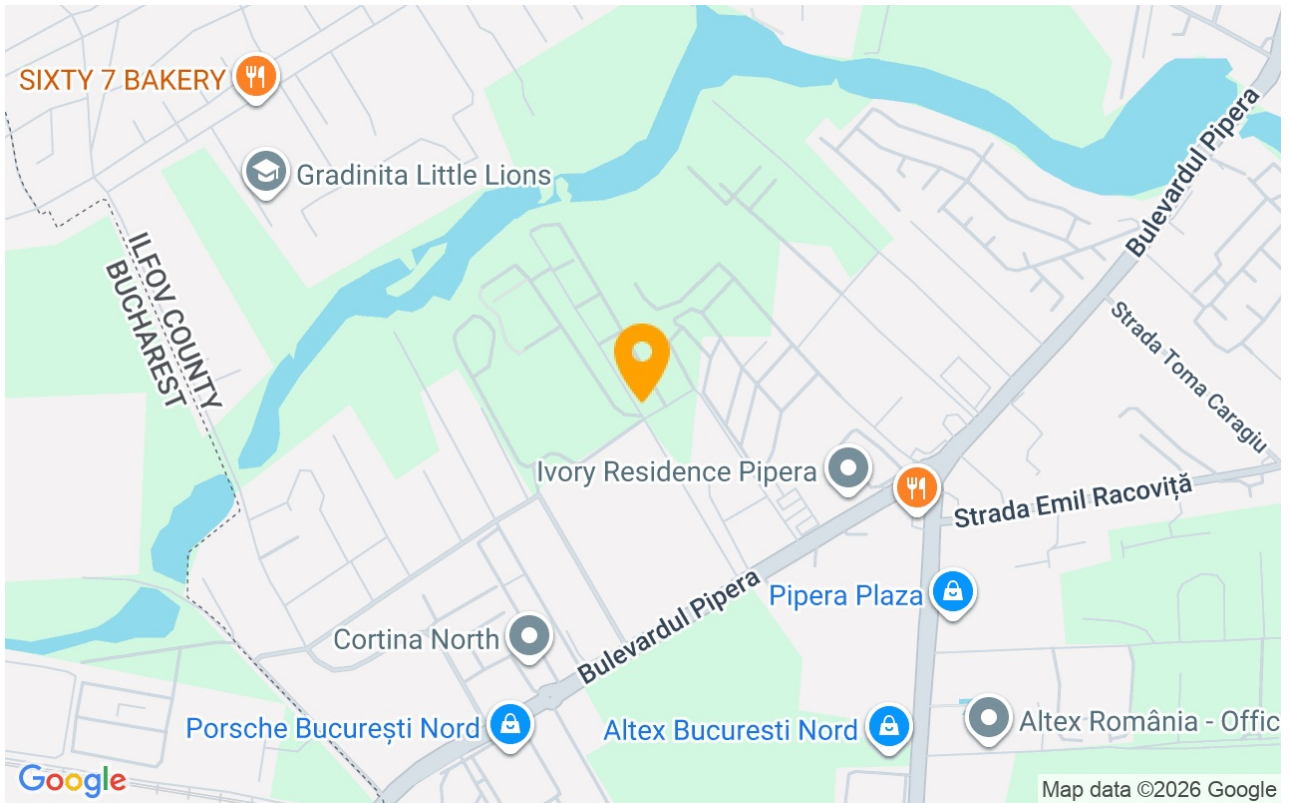 SIXTY 7 BAKERY
Gradinita Little Lions
Bulevardul Pipera
ILFOV COUNTY
BUCHAREST
Strada Toma Caragiu
Ivory Residence Pipera
Strada Emil Racoviță
Bulevardul Pipera
Pipera Plaza
Cortina North
Porsche București Nord
Altex Bucuresti Nord
Altex România - Offic
Google
Map data ©2026 Google